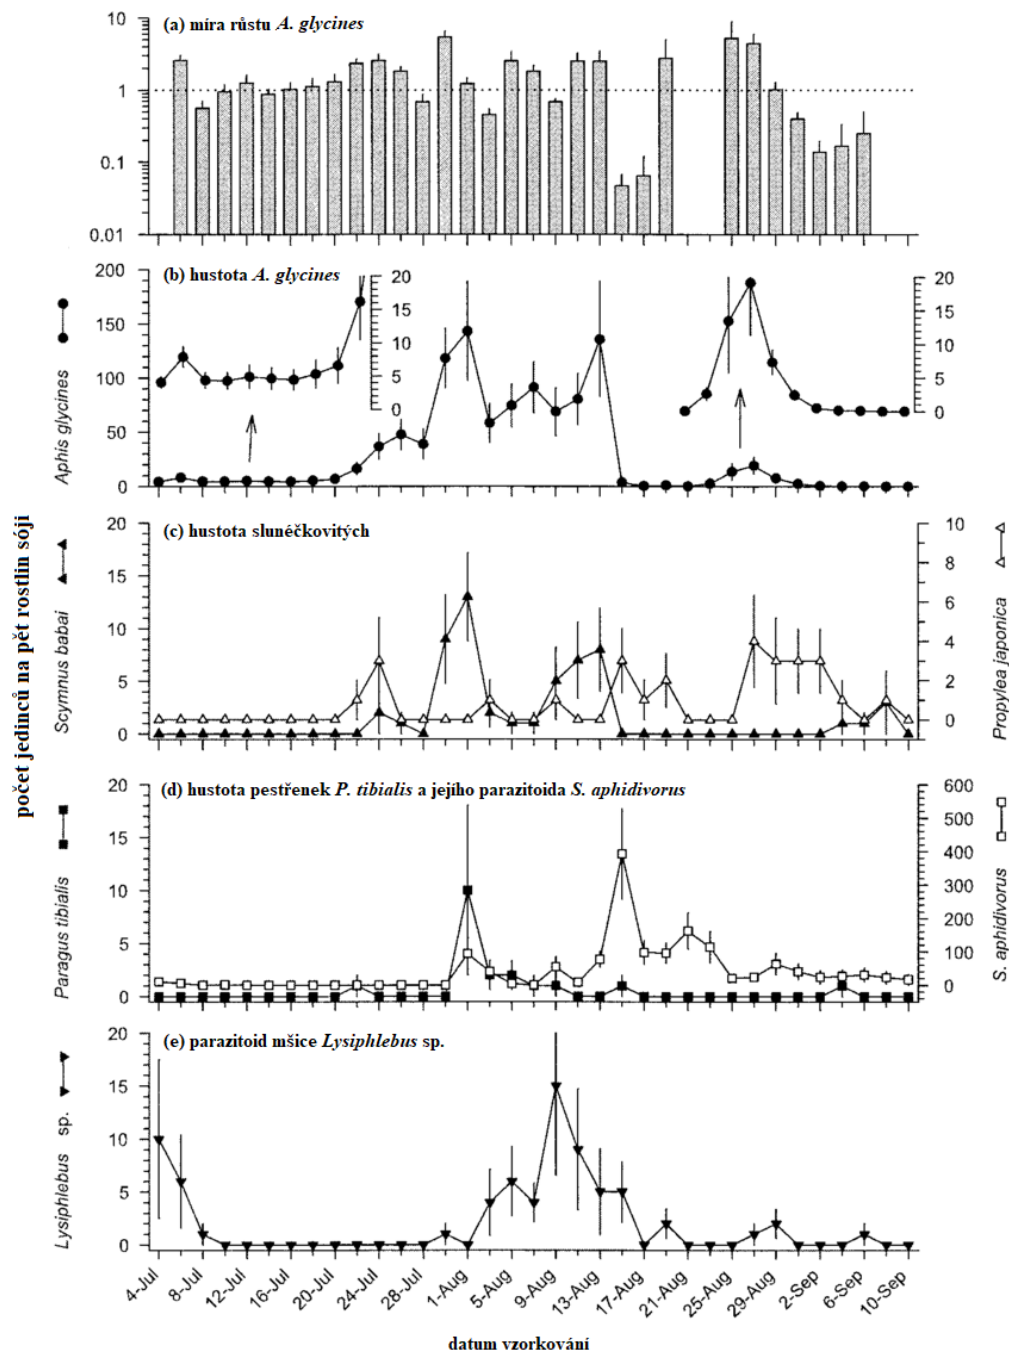 (a) míra růstu A. glycines
10
1
0.1
0.01
(b) hustota A. glycines
200
150
100
50
0
20
15
10
5
0
20
15
10
5
0
Aphis glycines
(c) hustota slunéčkovitých
20
15
10
5
0
10
8
6
4
2
0
Scymnus babai
Propylea japonica
počet jedinců na pět rostlin sóji
(d) hustota pestřenek P. tibialis a jejího parazitoida S. aphidivorus
20
15
10
5
0
600
500
400
300
200
100
0
Paragus tibialis
S. aphidivorus
(e) parazitoid mšice Lysiphlebus sp.
20
15
10
5
0
Lysiphlebus sp.
4-Jul
8-Jul
12-Jul
16-Jul
20-Jul
24-Jul
28-Jul
1-Aug
5-Aug
9-Aug
13-Aug
17-Aug
21-Aug
25-Aug
29-Aug
2-Sep
6-Sep
10-Sep
datum vzorkování